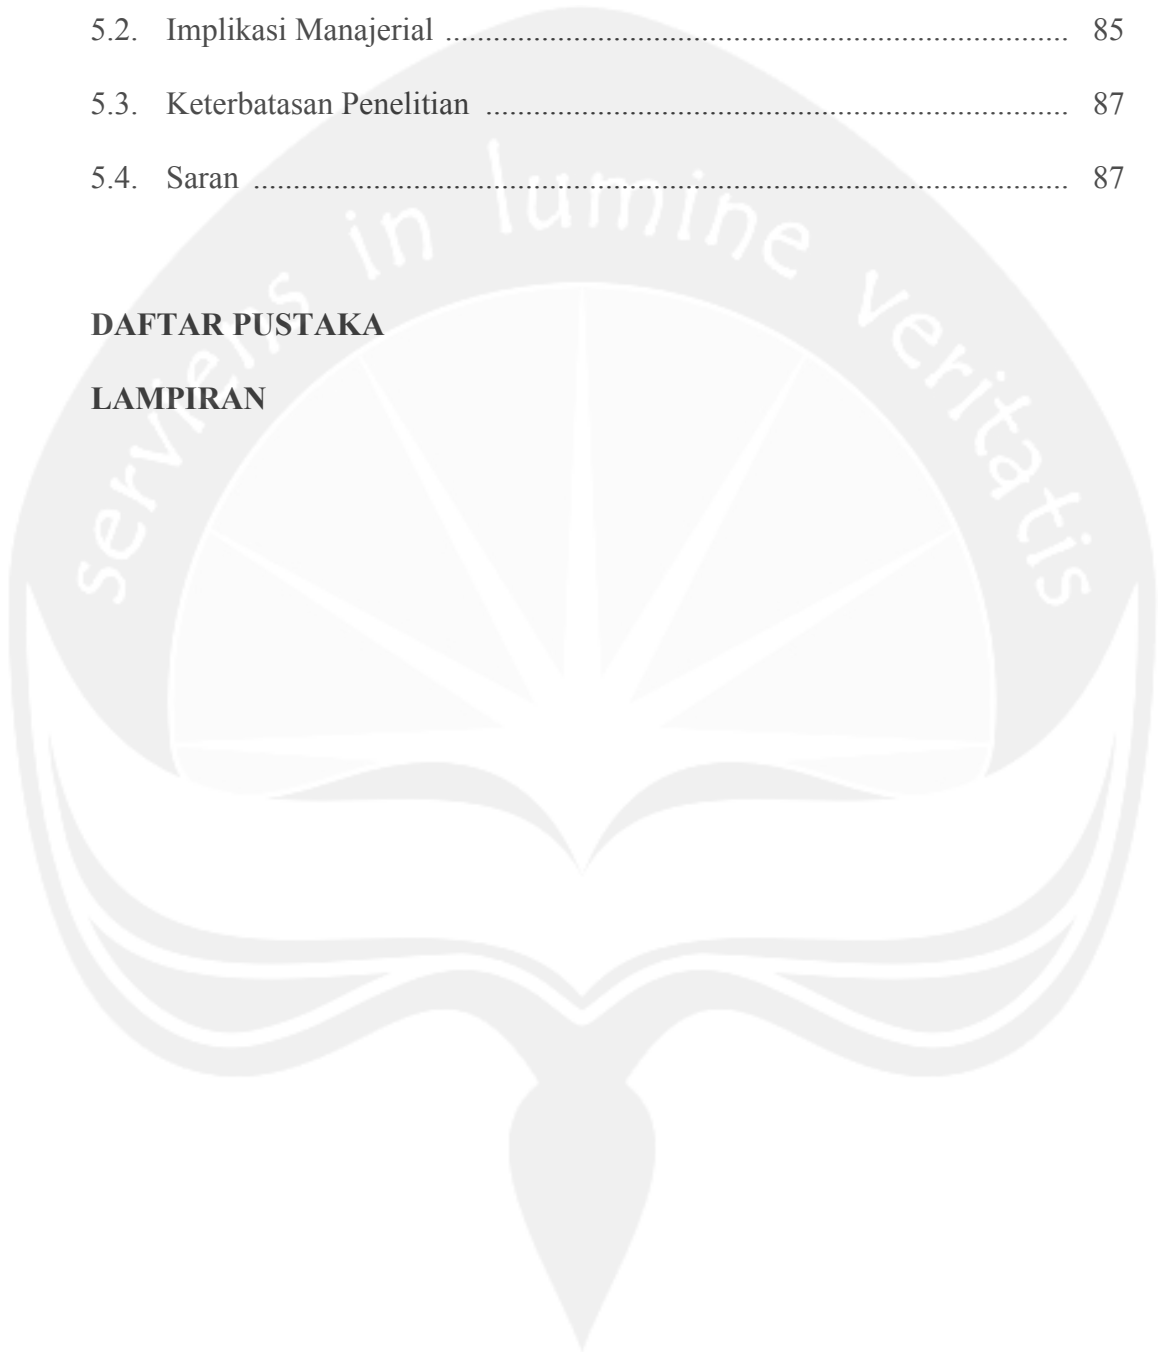 5.2. Implikasi Manajerial ............................................................................ 85
5.3. Keterbatasan Penelitian ....................................................................... 87
5.4. Saran .................................................................................................... 87
serviens in lumine veritatis
DAFTAR PUSTAKA
LAMPIRAN